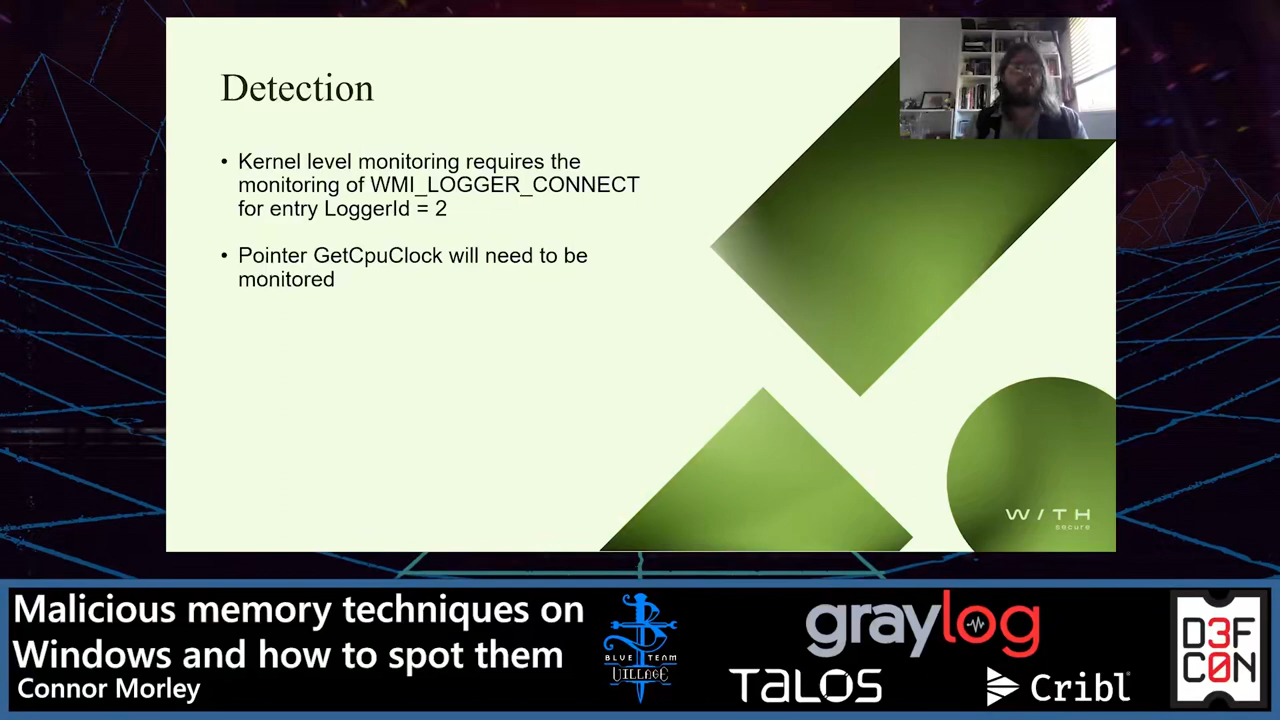 Detection
• Kernel level monitoring requires the
monitoring of WMI_LOGGER_CONNECT
for entry LoggerId = 2
• Pointer GetCpuClock will need to be
monitored
W/TH
secure
Malicious memory techniques on
Windows and how to spot them
Connor Morley
BLUE TEAM
VILLAGE
graylog
TALOS
Cribl
D3F
C0N